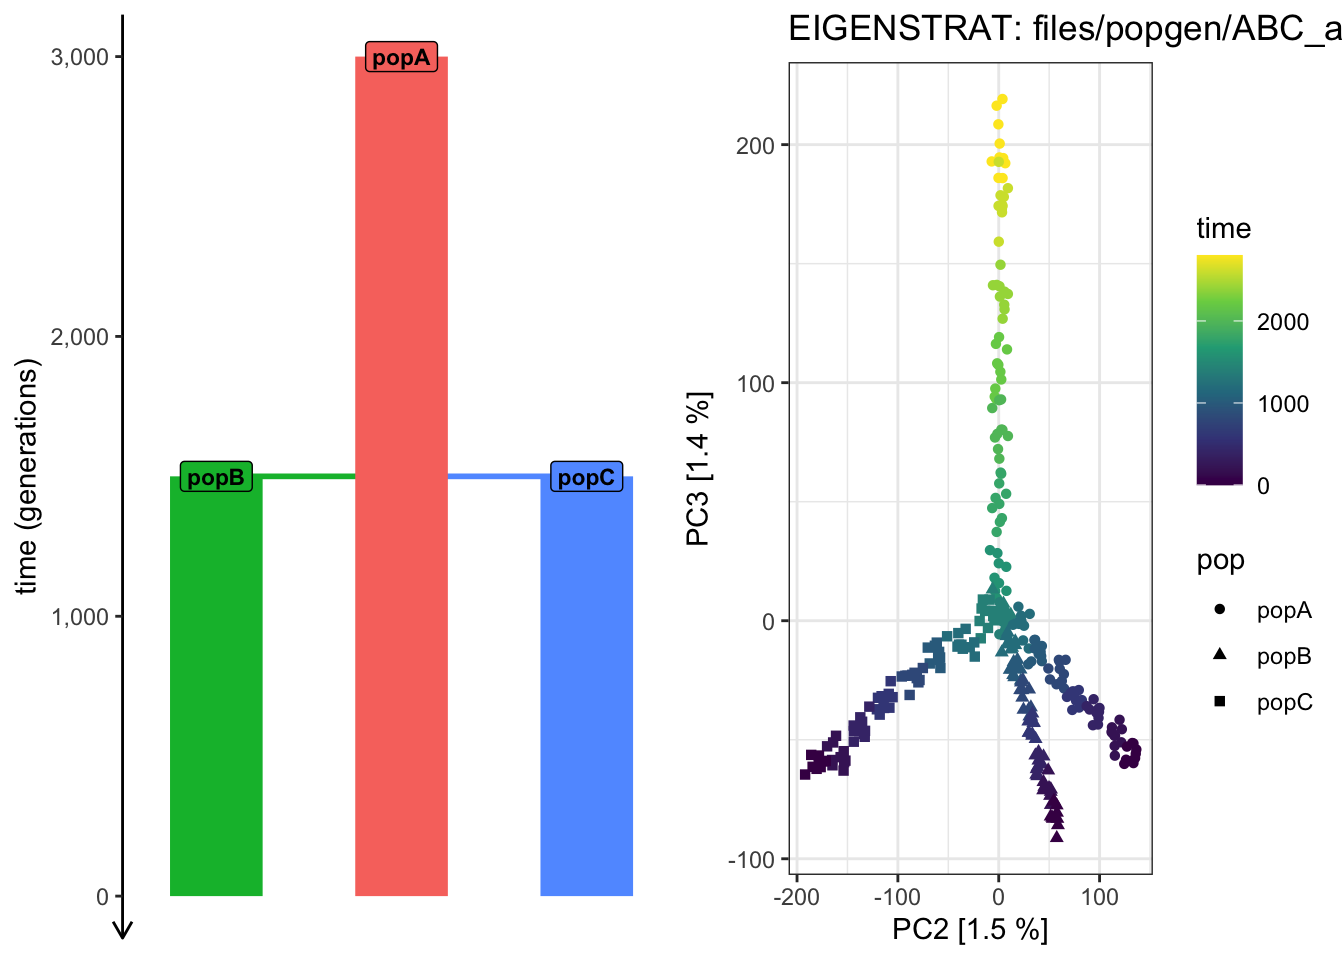 3,000
2,000
1,000
0
time (generations)
popA
popB
popC
EIGENSTRAT: files/popgen/ABC_a
200
100
0
-100
PC3 [1.4 %]
-200
-100
0
100
PC2 [1.5 %]
time
2000
1000
0
pop
popA
popB
popC